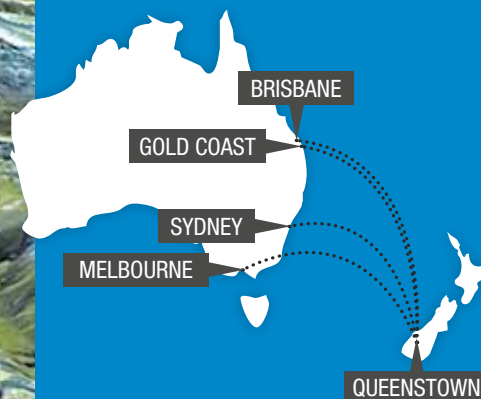 BRISBANE
GOLD COAST
SYDNEY
MELBOURNE
QUEENSTOWN